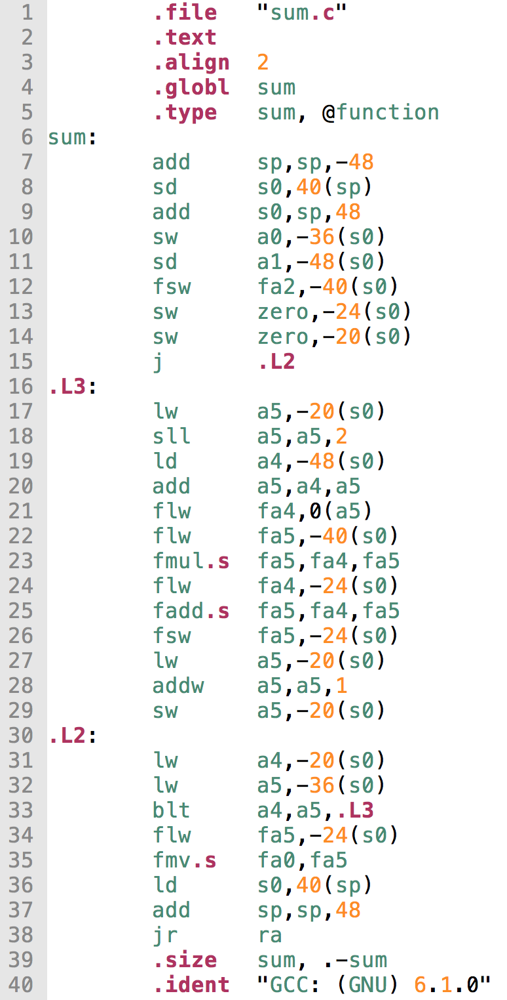 1 .file "sum.c"
2 .text
3 .align 2
4 .globl sum
5 .type sum, @function
6 sum:
7 add sp,sp,-48
8 sd s0,40(sp)
9 add s0,sp,48
10 sw a0,-36(s0)
11 sd a1,-48(s0)
12 fsw fa2,-40(s0)
13 sw zero,-24(s0)
14 sw zero,-20(s0)
15 j .L2
16 .L3:
17 lw a5,-20(s0)
18 sll a5,a5,2
19 ld a4,-48(s0)
20 add a5,a4,a5
21 flw fa4,0(a5)
22 flw fa5,-40(s0)
23 fmul.s fa5,fa4,fa5
24 flw fa4,-24(s0)
25 fadd.s fa5,fa4,fa5
26 fsw fa5,-24(s0)
27 lw a5,-20(s0)
28 addw a5,a5,1
29 sw a5,-20(s0)
30 .L2:
31 lw a4,-20(s0)
32 lw a5,-36(s0)
33 blt a4,a5,.L3
34 flw fa5,-24(s0)
35 fmv.s fa0,fa5
36 ld s0,40(sp)
37 add sp,sp,48
38 jr ra
39 .size sum, .-sum
40 .ident "GCC: (GNU) 6.1.0"